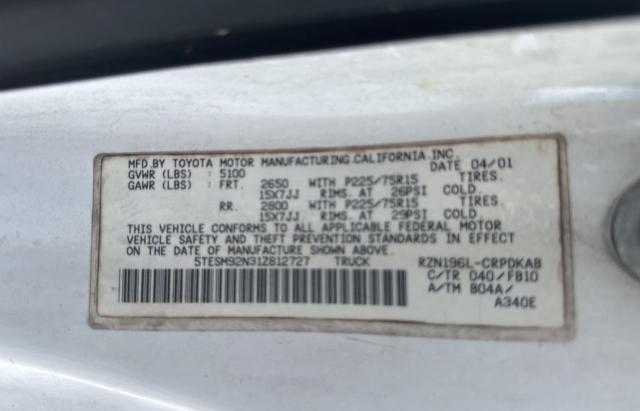 MFD.BY TOYOTA MOTOR MANUFACTURING.CALIFORNIA.INC.
GVWR (LBS) : 5100 04/01
GAWR (LBS) : FRT. 2650 WITH P225/75R15 TIRES.
15X7JJ RIMS. AT 26PSI COLD.
RR. 2800 WITH P225/75R15 TIRES.
15X7JJ RIMS. AT 29PSI COLD.
THIS VEHICLE CONFORMS TO ALL APPLICABLE FEDERAL MOTOR
VEHICLE SAFETY AND THEFT PREVENTION STANDARDS IN EFFECT
ON THE DATE OF MANUFACTURE SHOWN ABOVE.
5TESM92N31Z812727 TRUCK RZN196L-CRPDKAB
C/TR 040/FB10
A/TM B04A/
A340E